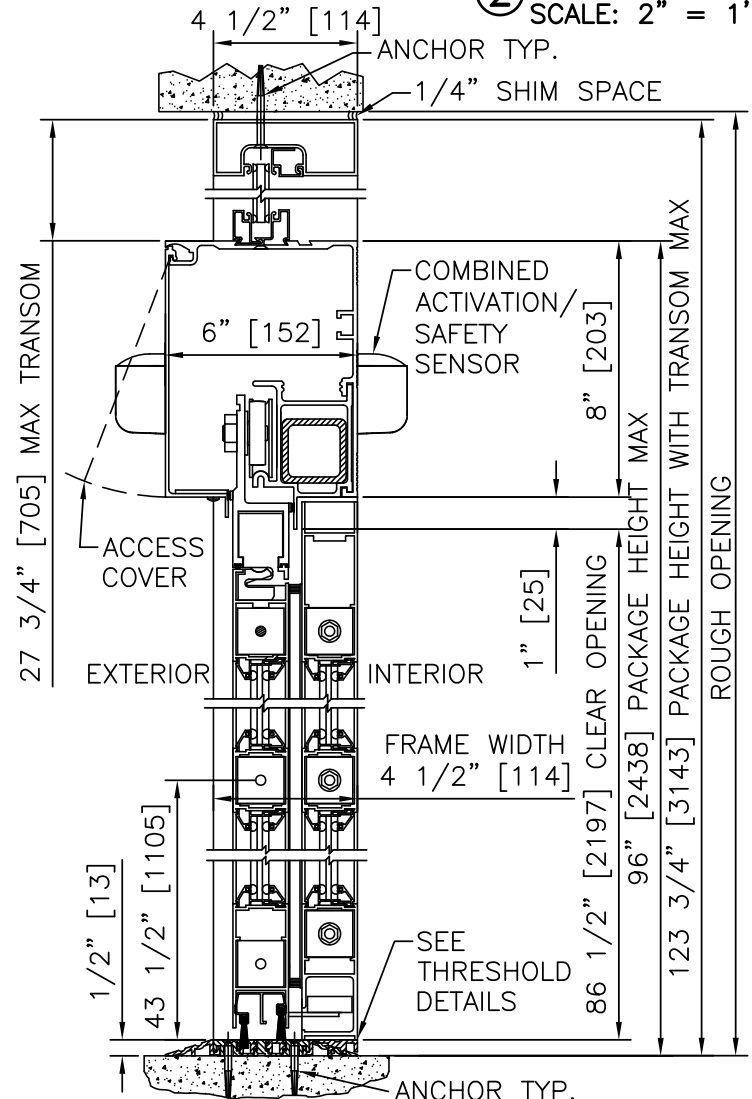 2
SCALE: 2" = 1'
4 1/2" [114]
ANCHOR TYP.
1/4" SHIM SPACE
27 3/4" [705] MAX TRANSOM
6" [152]
COMBINED
ACTIVATION/
SAFETY
SENSOR
8" [203]
ACCESS
COVER
1" [25]
EXTERIOR
INTERIOR
FRAME WIDTH
4 1/2" [114]
86 1/2" [2197] CLEAR OPENING
96" [2438] PACKAGE HEIGHT MAX
123 3/4" [3143] PACKAGE HEIGHT WITH TRANSOM MAX
ROUGH OPENING
1/2" [13]
43 1/2" [1105]
SEE
THRESHOLD
DETAILS
ANCHOR TYP.